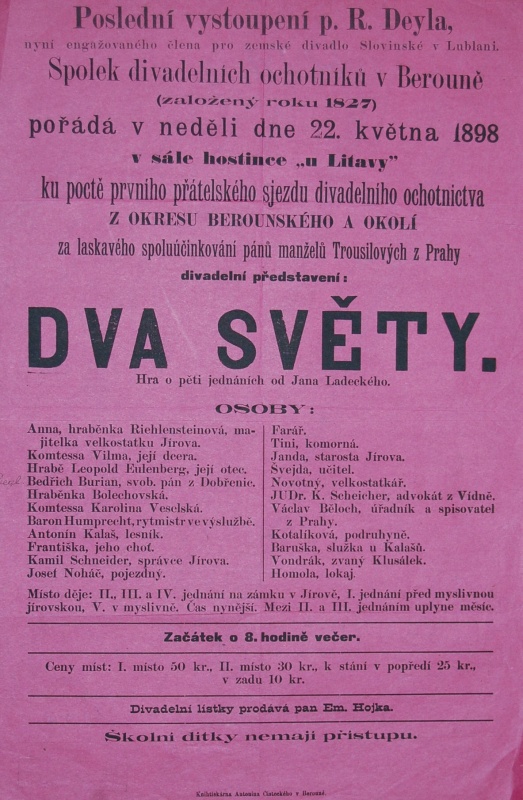 Poslední vystoupení p. R. Deyla,
nyní engažovaného člena pro zemské divadlo Slovinské v Lublani.
Spolek divadelních ochotníků v Berouně
(založený roku 1827)
pořádá v neděli dne 22. května 1898
v sále hostince „u Litavy"
ku poctě prvního přátelského sjezdu divadelního ochotnictva
Z OKRESU BEROUNSKÉHO A OKOLÍ
za laskavého spoluúčinkování pánů manželů Trousilových z Prahy
divadelní představení:
DVA SVĚTY.
Hra o pěti jednáních od Jana Ladeckého.
OSOBY:
Anna, hraběnka Richlensteinová, ma-
jitelka velkostatku Jírova.
Komtessa Vilma, její dcera.
Hrabě Leopold Eulenberg, její otec.
Bedřich Burian, svob. pán z Dobřenic.
Hraběnka Bolechovská.
Komtessa Karolina Veselská.
Baron Humprecht, rytmistr ve výslužbě.
Antonín Kalaš, lesník.
Františka, jeho choť.
Kamil Schneider, správce Jírova.
Josef Noháč, pojezdný.
Farář.
Tini, komorná.
Janda, starosta Jírova.
Švejda, učitel.
Novotný, velkostatkář.
JUDr. K. Scheicher, advokát z Vídně.
Václav Běloch, úřadník a spisovatel
z Prahy.
Kotalíková, podruhyně.
Baruška, služka u Kalašů.
Vondrák, zvaný Klusálek.
Homola, lokaj.
Místo děje: II., III. a IV. jednání na zámku v Jírově, I. jednání před myslivnou
jírovskou, V. v myslivně. Čas nynější. Mezi II. a III. jednáním uplyne měsíc.
Začátek o 8. hodině večer.
Ceny míst: I. místo 50 kr., II. místo 30 kr., k stání v popředí 25 kr.,
v zadu 10 kr.
Divadelní lístky prodává pan Em. Hojka.
Školní dítky nemají přístupu.
Knihtiskárna Antonína Čisteckého v Berouně.